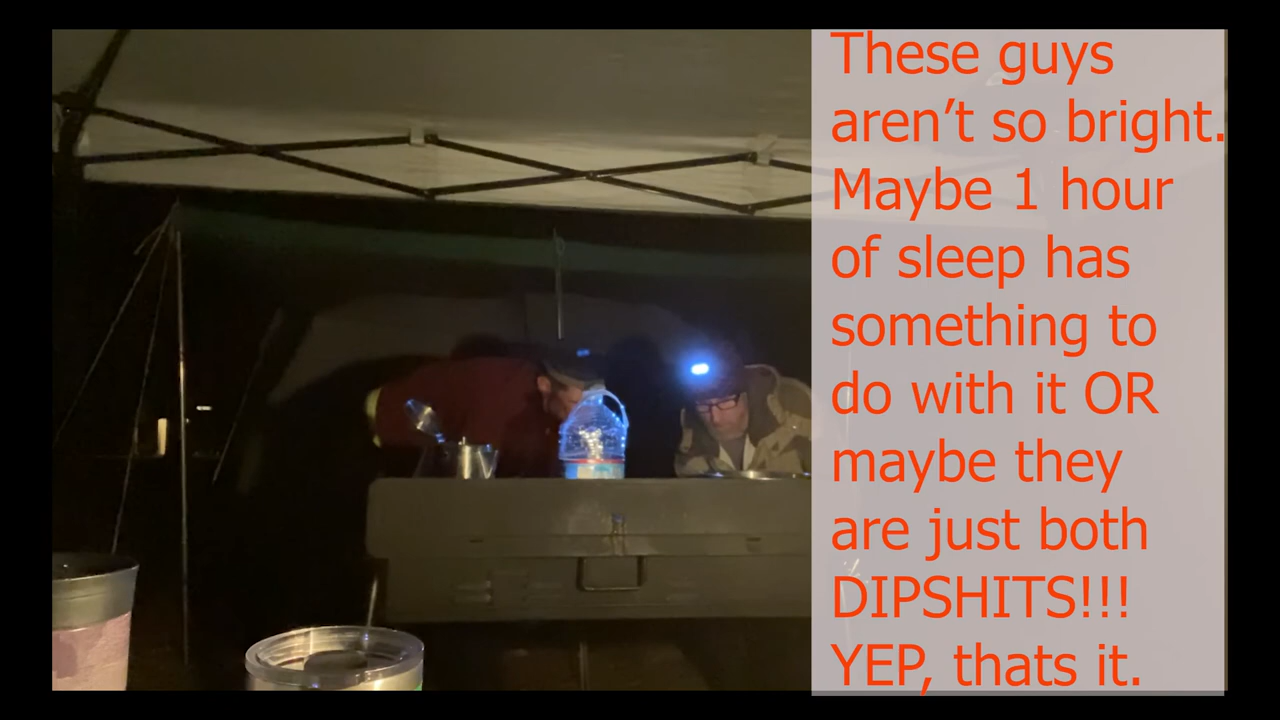 These guys
aren’t so bright.
Maybe 1 hour
of sleep has
something to
do with it OR
maybe they
are just both
DIPSHITS!!!
YEP, thats it.